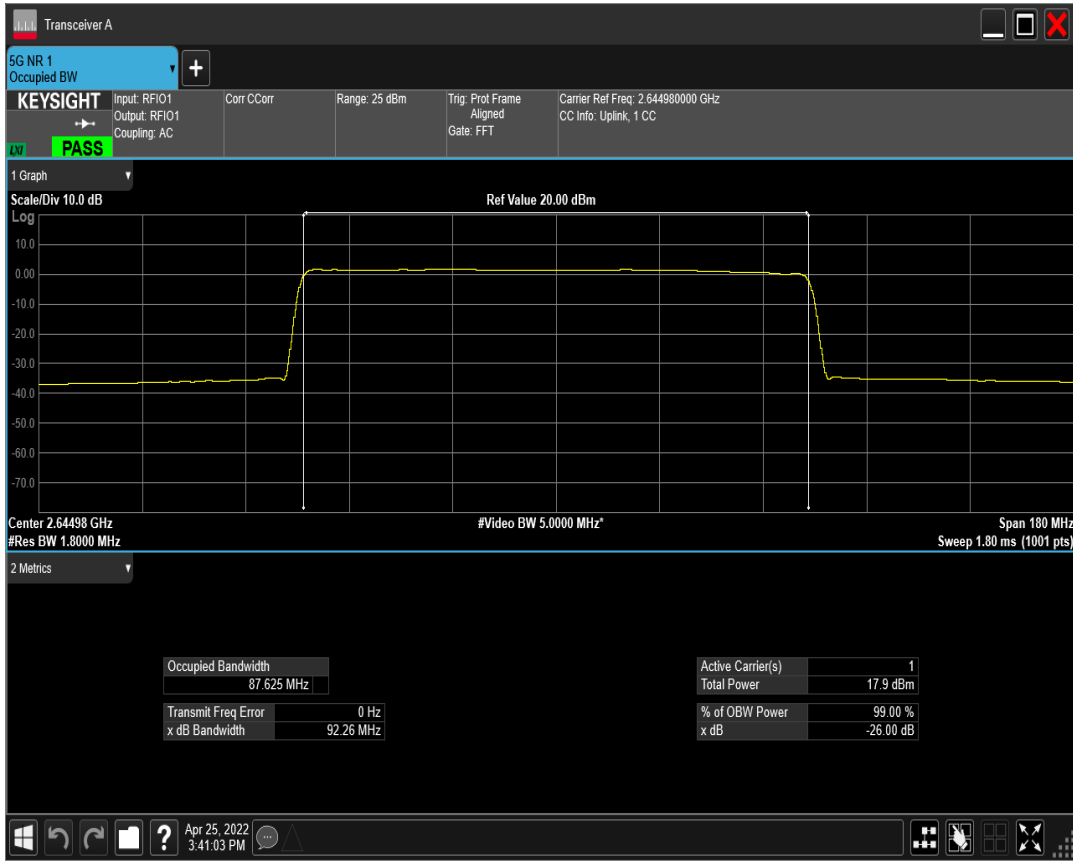 Transceiver A
5G NR 1
Occupied BW
KEYSIGHT
LXI
PASS
Input: RFIO1
Output: RFIO1
Coupling: AC
Corr CCorr
Range: 25 dBm
Trig: Prot Frame
Aligned
Gate: FFT
Carrier Ref Freq: 2.644980000 GHz
CC Info: Uplink, 1 CC
1 Graph
Scale/Div 10.0 dB
Ref Value 20.00 dBm
Log
10.0
0.00
-10.0
-20.0
-30.0
-40.0
-50.0
-60.0
-70.0
Center 2.64498 GHz
#Video BW 5.0000 MHz*
Span 180 MHz
#Res BW 1.8000 MHz
Sweep 1.80 ms (1001 pts)
2 Metrics
Occupied Bandwidth
87.625 MHz
Transmit Freq Error 0 Hz
x dB Bandwidth 92.26 MHz
Active Carrier(s) 1
Total Power 17.9 dBm
% of OBW Power 99.00 %
x dB -26.00 dB
Apr 25, 2022
3:41:03 PM